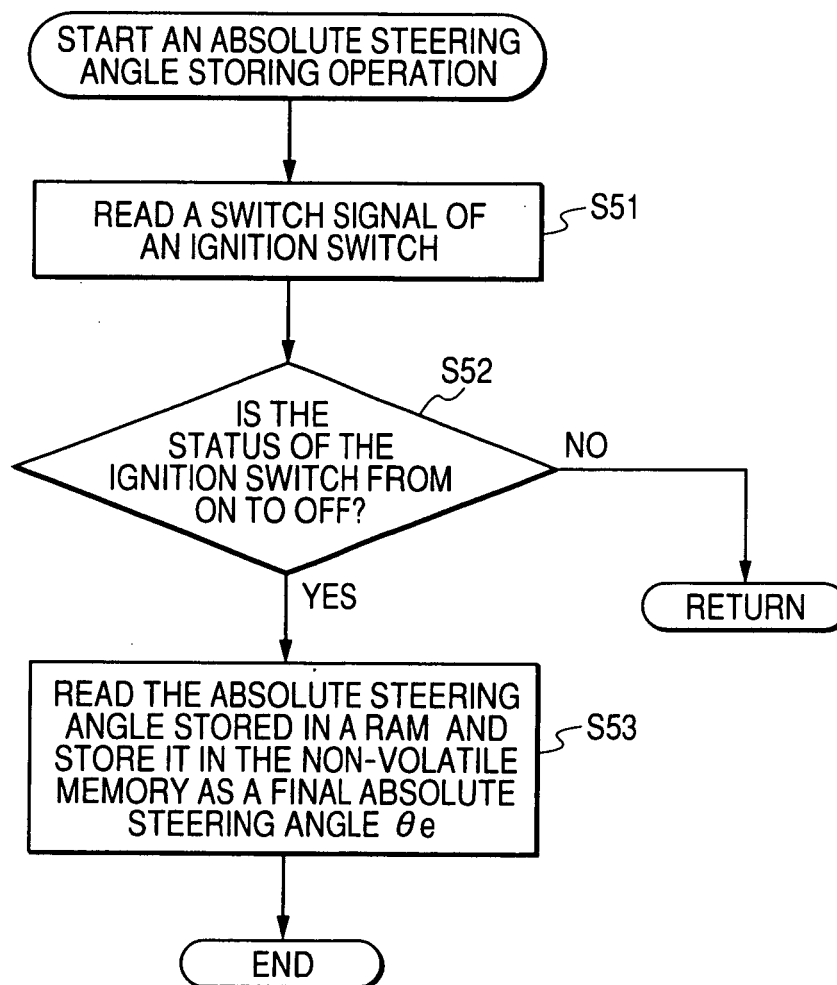 START AN ABSOLUTE STEERING
ANGLE STORING OPERATION
READ A SWITCH SIGNAL OF
AN IGNITION SWITCH
S51
S52
IS THE
STATUS OF THE
IGNITION SWITCH FROM
ON TO OFF?
NO
YES
RETURN
READ THE ABSOLUTE STEERING
ANGLE STORED IN A RAM AND
STORE IT IN THE NON-VOLATILE
MEMORY AS A FINAL ABSOLUTE
STEERING ANGLE θe
S53
END